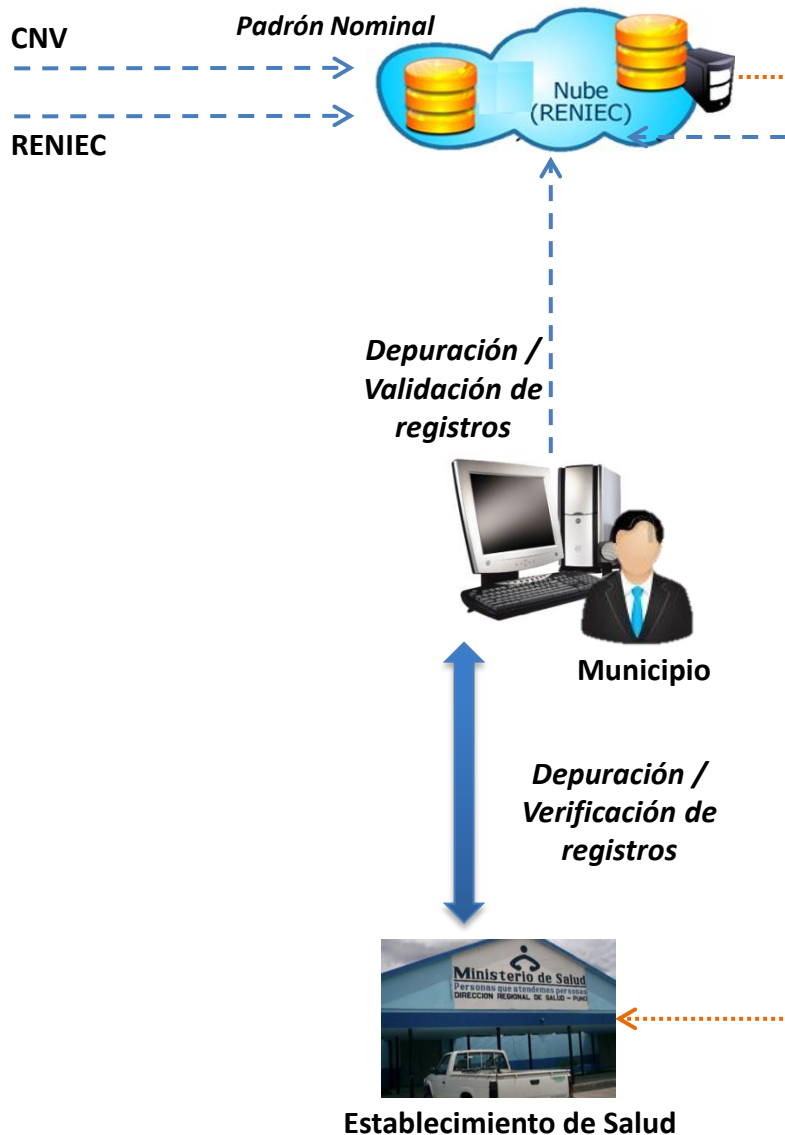 CNV
Padrón Nominal
Nube
(RENIEC)
RENIEC
Depuración /
Validación de
registros
Municipio
Depuración /
Verificación de
registros
Ministerio de Salud
Personas que atendemos personas
DIRECCION REGIONAL DE SALUD - PUNO
Establecimiento de Salud